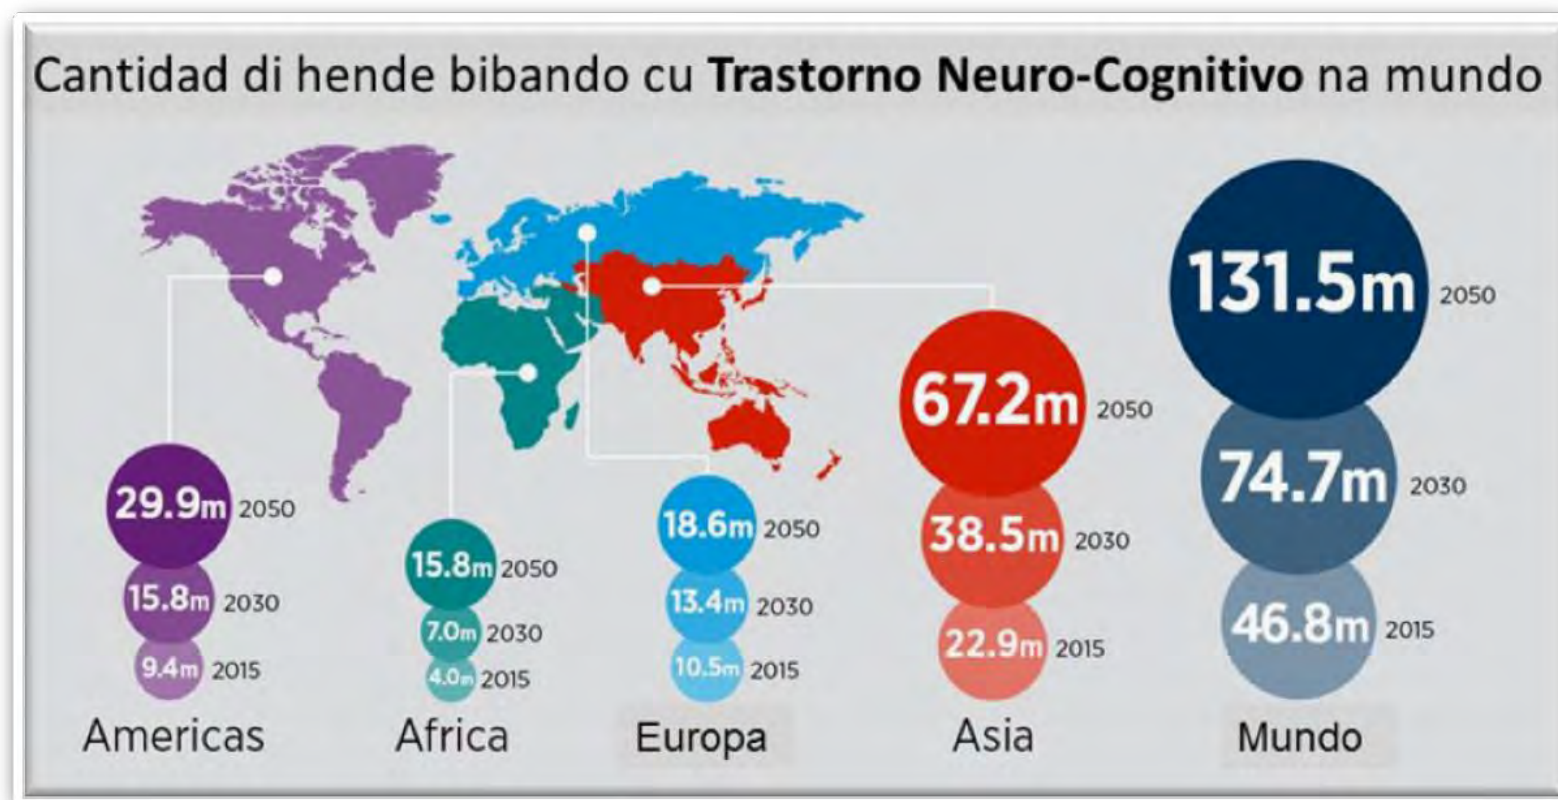 Cantidad di hende bibando cu Trastorno Neuro-Cognitivo na mundo
29.9m 2050
15.8m 2030
9.4m 2015
Americas
15.8m 2050
7.0m 2030
4.0m 2015
Africa
18.6m 2050
13.4m 2030
10.5m 2015
Europa
67.2m 2050
38.5m 2030
22.9m 2015
Asia
131.5m 2050
74.7m 2030
46.8m 2015
Mundo